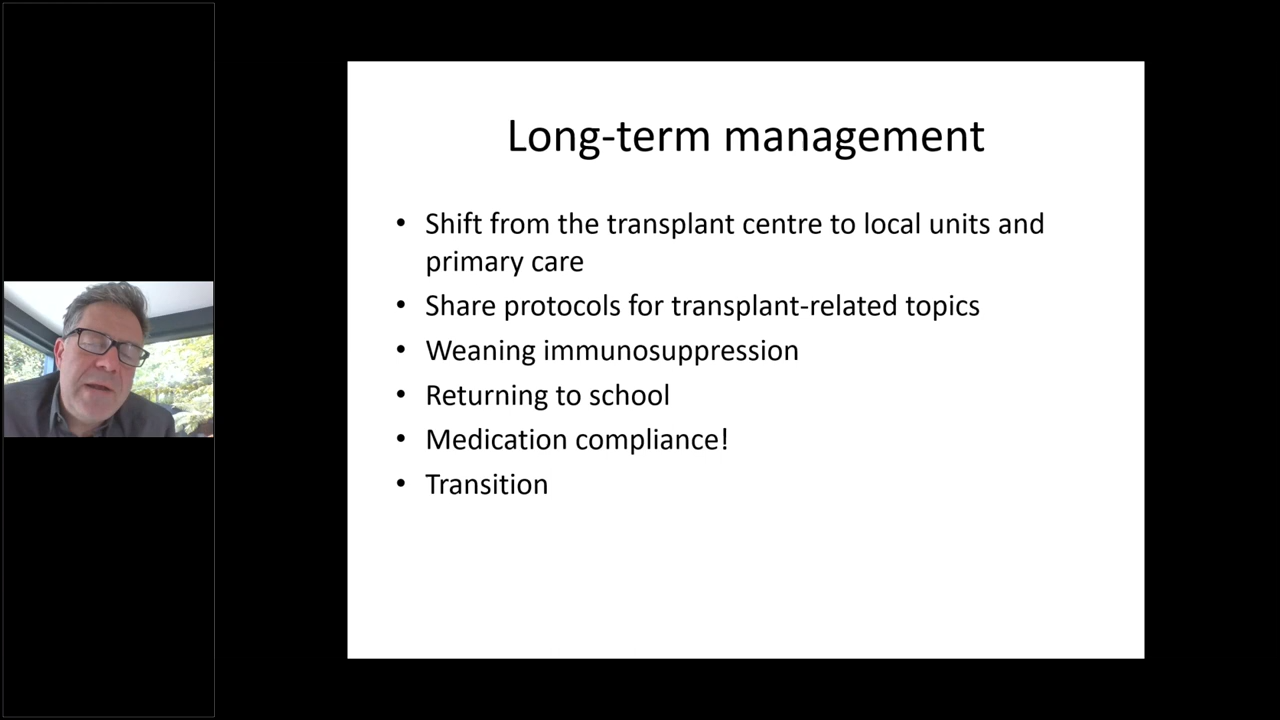 Long-term management
• Shift from the transplant centre to local units and
primary care
• Share protocols for transplant-related topics
• Weaning immunosuppression
• Returning to school
• Medication compliance!
• Transition